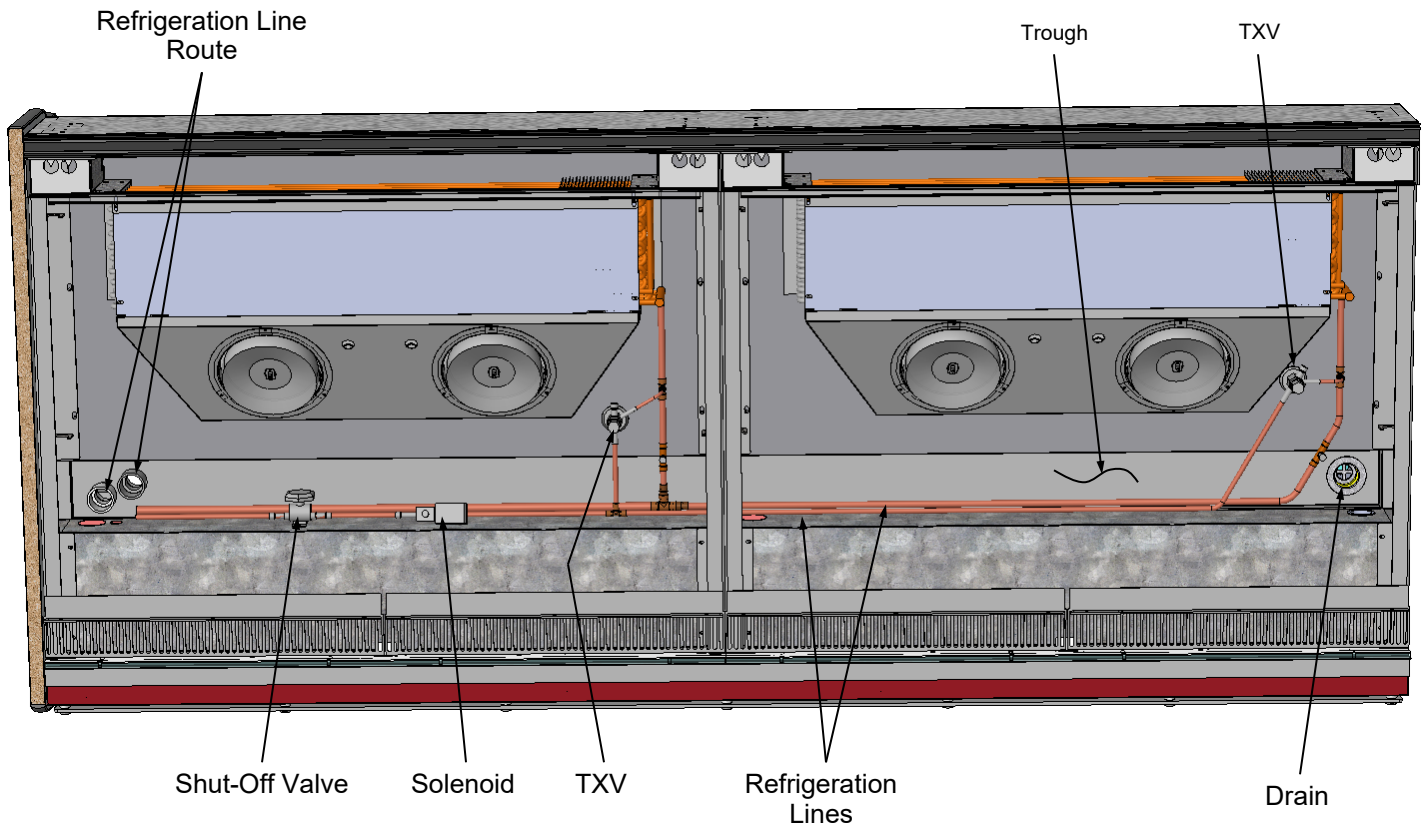 Refrigeration Line
Route
Trough
TXV
Shut-Off Valve
Solenoid
TXV
Refrigeration
Lines
Drain